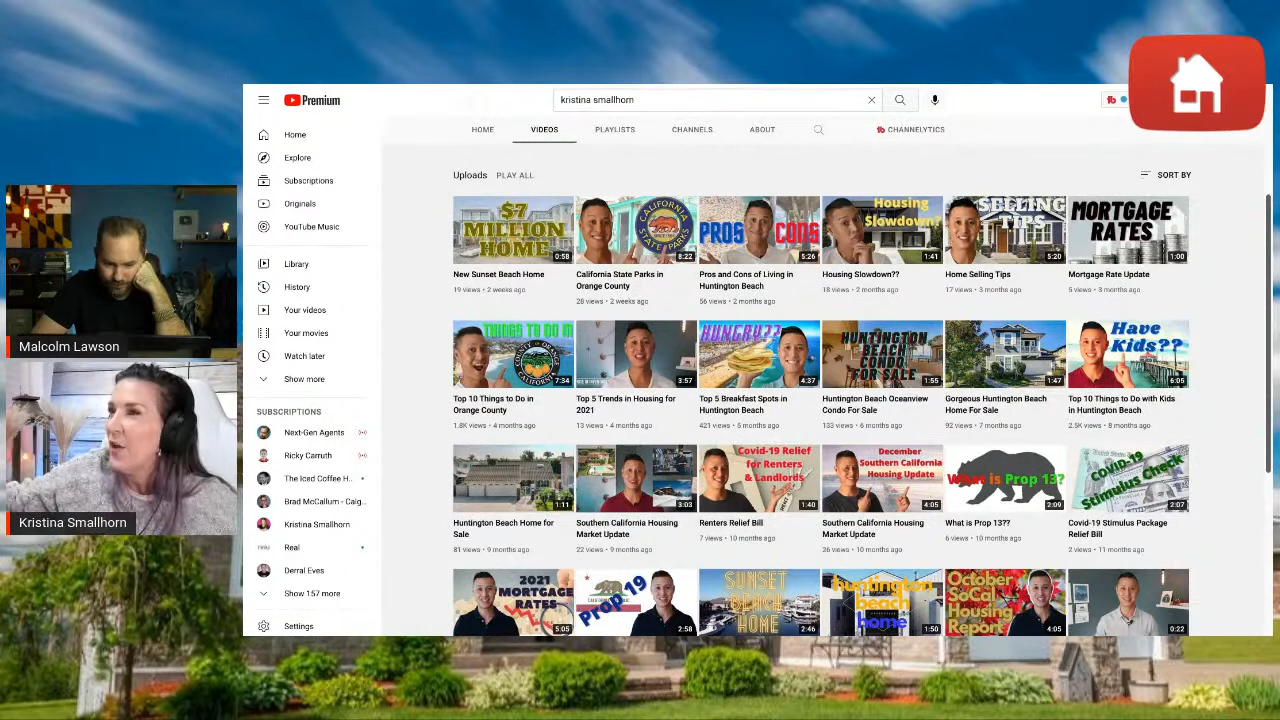 Premium
kristina smallhorn
HOME VIDEOS PLAYLISTS CHANNELS ABOUT CHANNELYTICS
Home
Explore
Subscriptions
Originals
YouTube Music
Library
History
Your videos
Your movies
Watch later
Show more
SUBSCRIPTIONS
Next-Gen Agents
Ricky Carruth
The Iced Coffee H..
Brad McCallum - Calg...
Kristina Smallhorn
Real
Derral Eves
Show 157 more
Settings
Malcolm Lawson
Kristina Smallhorn
Uploads PLAY ALL
SORT BY
$7
MILLION
HOME
0:58
New Sunset Beach Home
19 views • 2 weeks ago
CALIFORNIA
STATE PARKS
8:22
California State Parks in
Orange County
28 views • 2 weeks ago
PROS CONS
5:26
Pros and Cons of Living in
Huntington Beach
56 views • 2 months ago
Housing
Slowdown?
1:41
Housing Slowdown??
18 views • 2 months ago
SELLING
TIPS
5:20
Home Selling Tips
17 views • 3 months ago
MORTGAGE
RATES
1:00
Mortgage Rate Update
5 views • 3 months ago
THINGS TO DO IN
COUNTY OF ORANGE
CALIFORNIA
7:34
Top 10 Things to Do in
Orange County
1.8K views • 4 months ago
3:57
Top 5 Trends in Housing for
2021
13 views • 4 months ago
HUNGRY??
4:37
Top 5 Breakfast Spots in
Huntington Beach
421 views • 5 months ago
HUNTINGTON
BEACH
CONDO
FOR SALE
1:55
Huntington Beach Oceanview
Condo For Sale
133 views • 6 months ago
1:47
Gorgeous Huntington Beach
Home For Sale
92 views • 7 months ago
Have
Kids??
6:05
Top 10 Things to Do with Kids
in Huntington Beach
2.5K views • 8 months ago
1:11
Huntington Beach Home for
Sale
81 views • 9 months ago
3:03
Southern California Housing
Market Update
22 views • 9 months ago
Covid-19 Relief
for Renters
& Landlords
1:40
Renters Relief Bill
7 views • 10 months ago
December
Southern California
Housing Update
4:05
Southern California Housing
Market Update
26 views • 10 months ago
What is Prop 13?
2:09
What is Prop 13??
6 views • 10 months ago
Covid-19
Stimulus Check
2:07
Covid-19 Stimulus Package
Relief Bill
2 views • 11 months ago
2021
MORTGAGE
RATES
5:05
Prop 19
2:58
SUNSET
BEACH
HOME
2:46
huntington
beach
home
1:50
October
SoCal
Housing
Report
4:05
0:22